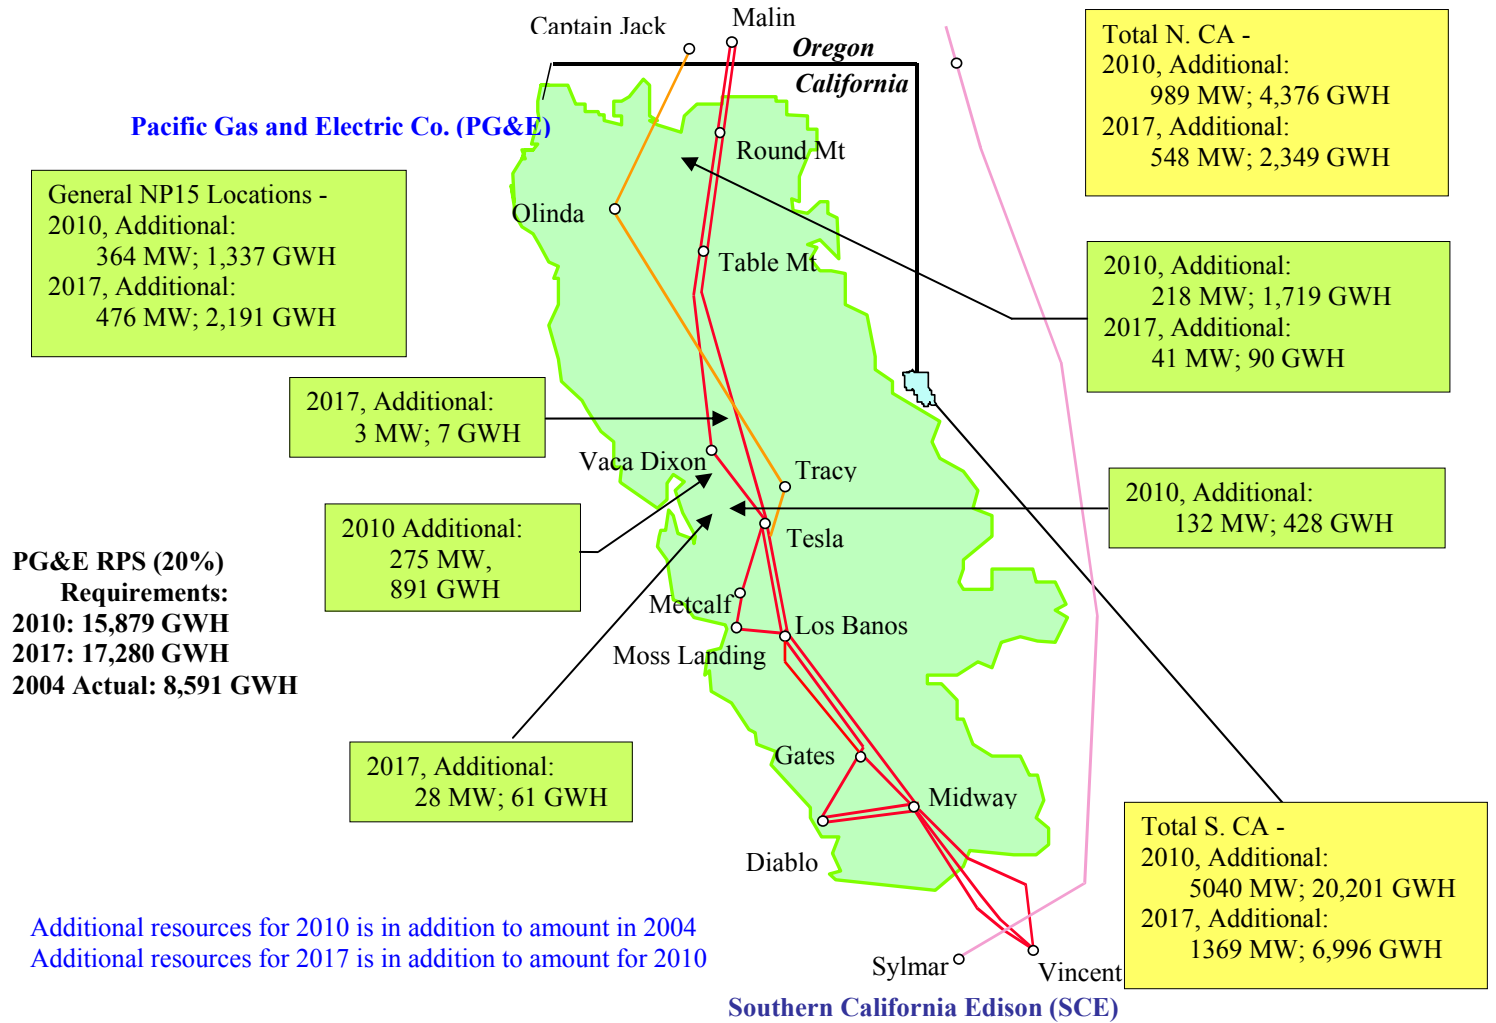 Captain Jack
Malin
Oregon
California
Total N. CA -
2010, Additional:
989 MW; 4,376 GWH
2017, Additional:
548 MW; 2,349 GWH
Pacific Gas and Electric Co. (PG&E)
Round Mt
General NP15 Locations -
2010, Additional:
364 MW; 1,337 GWH
2017, Additional:
476 MW; 2,191 GWH
Olinda
Table Mt
2010, Additional:
218 MW; 1,719 GWH
2017, Additional:
41 MW; 90 GWH
2017, Additional:
3 MW; 7 GWH
Vaca Dixon
Tracy
2010, Additional:
132 MW; 428 GWH
2010 Additional:
275 MW,
891 GWH
Tesla
PG&E RPS (20%)
Requirements:
2010: 15,879 GWH
2017: 17,280 GWH
2004 Actual: 8,591 GWH
Metcalf
Los Banos
Moss Landing
2017, Additional:
28 MW; 61 GWH
Gates
Midway
Diablo
Total S. CA -
2010, Additional:
5040 MW; 20,201 GWH
2017, Additional:
1369 MW; 6,996 GWH
Additional resources for 2010 is in addition to amount in 2004
Additional resources for 2017 is in addition to amount for 2010
Sylmar
Vincent
Southern California Edison (SCE)